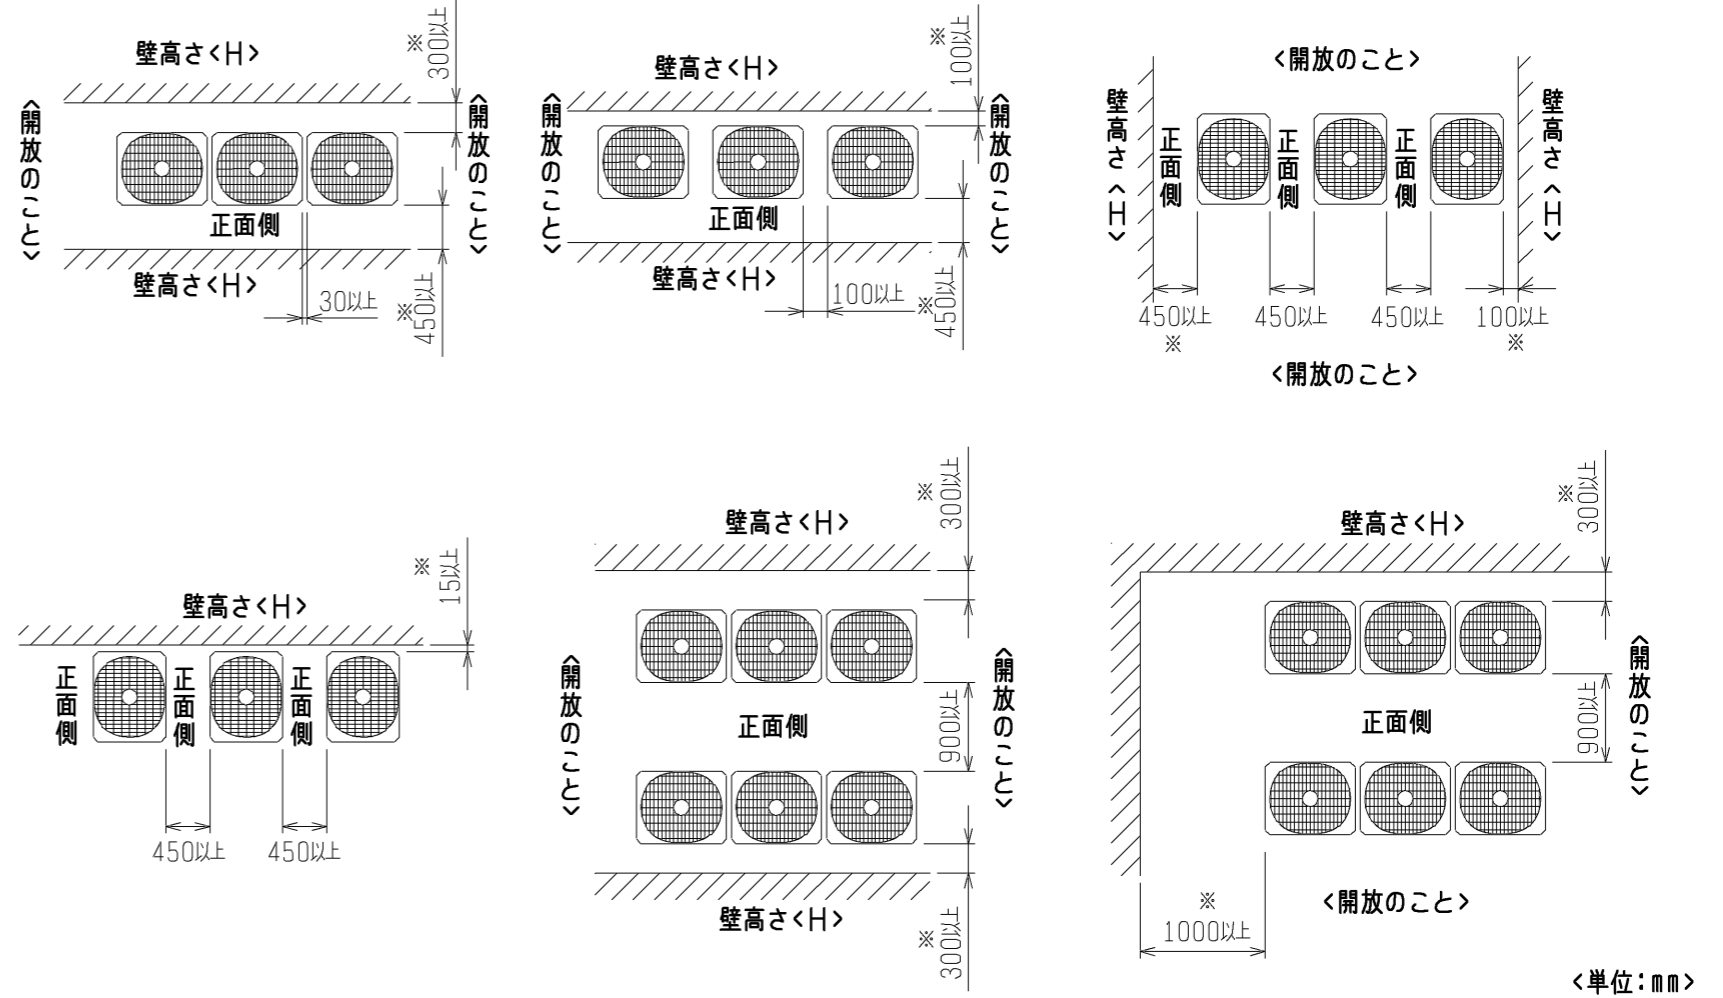 壁高さ<H>
※
300以上
<開放のこと>
<開放のこと>
正面側
壁高さ<H>
30以上
※
450以上
壁高さ<H>
※
100以上
<開放のこと>
<開放のこと>
正面側
壁高さ<H>
100以上
※
450以上
<開放のこと>
壁高さ<H>
正面側
正面側
正面側
壁高さ<H>
450以上
450以上
450以上
100以上
※
※
<開放のこと>
壁高さ<H>
※
15以上
正面側
正面側
正面側
450以上
450以上
壁高さ<H>
※
300以上
<開放のこと>
正面側
900以上
<開放のこと>
壁高さ<H>
※
300以上
壁高さ<H>
※
300以上
正面側
900以上
<開放のこと>
※
1000以上
<開放のこと>
<単位:mm>